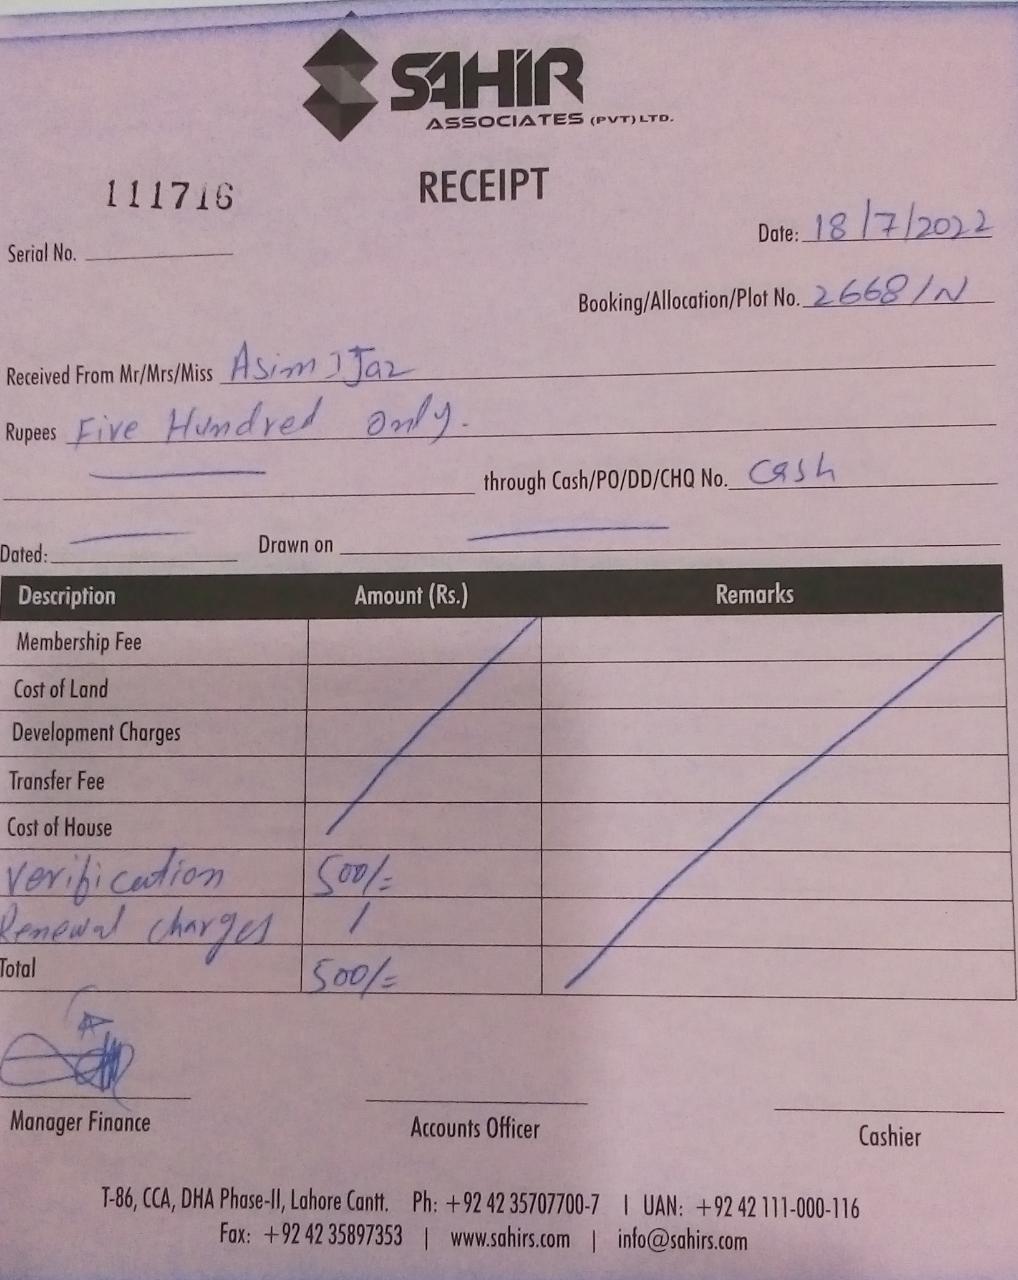 SAHIR
ASSOCIATES (PVT) LTD.
RECEIPT
111716
Serial No.
Date: 18/7/2022
Booking/Allocation/Plot No. 2668/N
Received From Mr/Mrs/Miss Asim IJaz
Rupees Five Hundred only.
through Cash/PO/DD/CHQ No. Cash
Dated: Drawn on
Description Amount (Rs.) Remarks
Membership Fee
Cost of Land
Development Charges
Transfer Fee
Cost of House
Verification 500/=
Renewal charges /
Total 500/=
Manager Finance
Accounts Officer
Cashier
T-86, CCA, DHA Phase-II, Lahore Cantt. Ph: +92 42 35707700-7 | UAN: +92 42 111-000-116
Fax: +92 42 35897353 | www.sahirs.com | info@sahirs.com